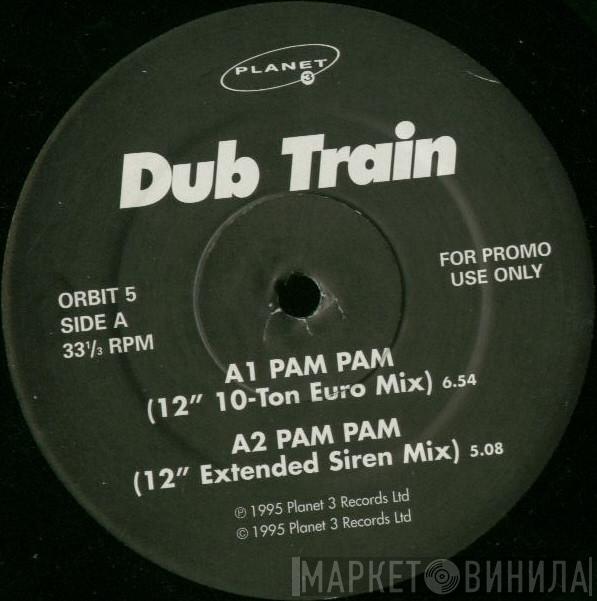 PLANET
3
Dub Train
FOR PROMO
USE ONLY
ORBIT 5
SIDE A
33⅓ RPM
A1 PAM PAM
(12" 10-Ton Euro Mix) 6.54
A2 PAM PAM
(12" Extended Siren Mix) 5.08
℗ 1995 Planet 3 Records Ltd
© 1995 Planet 3 Records Ltd
МАРКЕТ ВИНИЛА